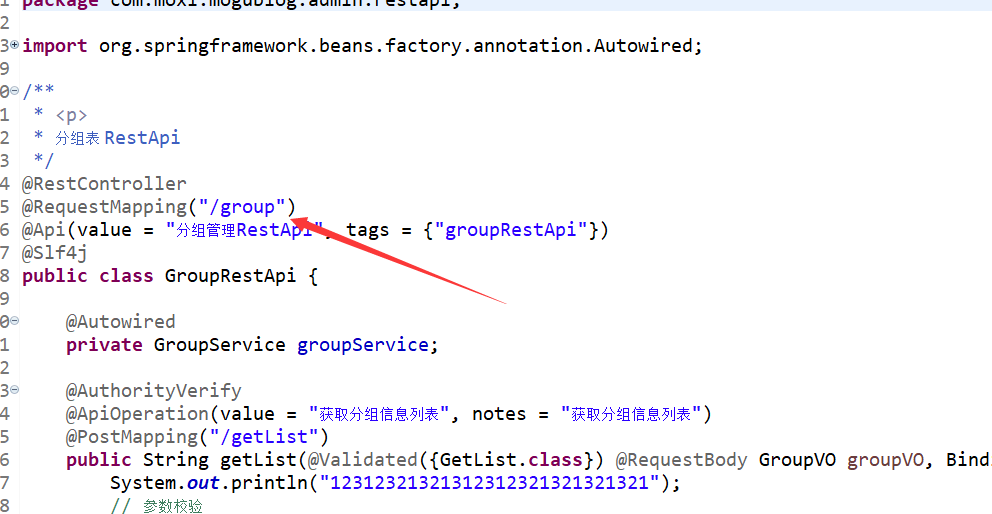 1 package com.moxi.mogublog.admin.restapi;
2
3 import org.springframework.beans.factory.annotation.Autowired;
9
0 /**
1 * <p>
2 * 分组表 RestApi
3 */
4 @RestController
5 @RequestMapping("/group")
6 @Api(value = "分组管理RestApi", tags = {"groupRestApi"})
7 @Slf4j
8 public class GroupRestApi {
9
0 @Autowired
1 private GroupService groupService;
2
3 @AuthorityVerify
4 @ApiOperation(value = "获取分组信息列表", notes = "获取分组信息列表")
5 @PostMapping("/getList")
6 public String getList(@Validated({GetList.class}) @RequestBody GroupVO groupVO, Bind
7 System.out.println("12312321321312312321321321321");
8 // 参数校验